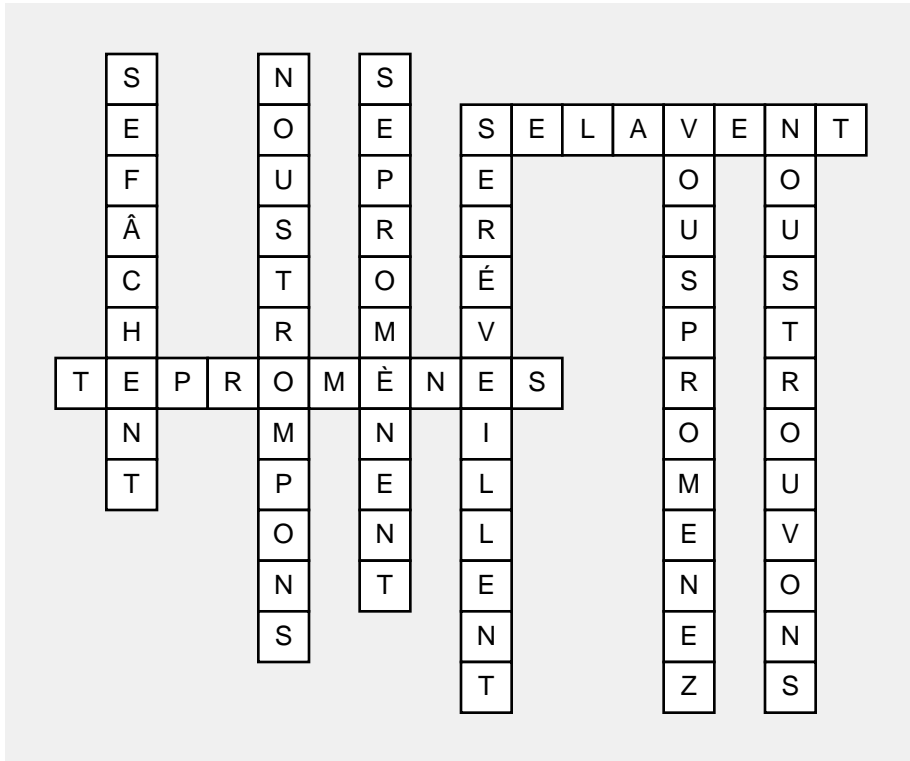 SEFÂCHENT
NOUSTROMPONS
SEPROMÈNENT
SELAVENT
SERÉVEILLENT
VOUSPROMENEZ
NOUSTROUVONS
TEPROMÈNES